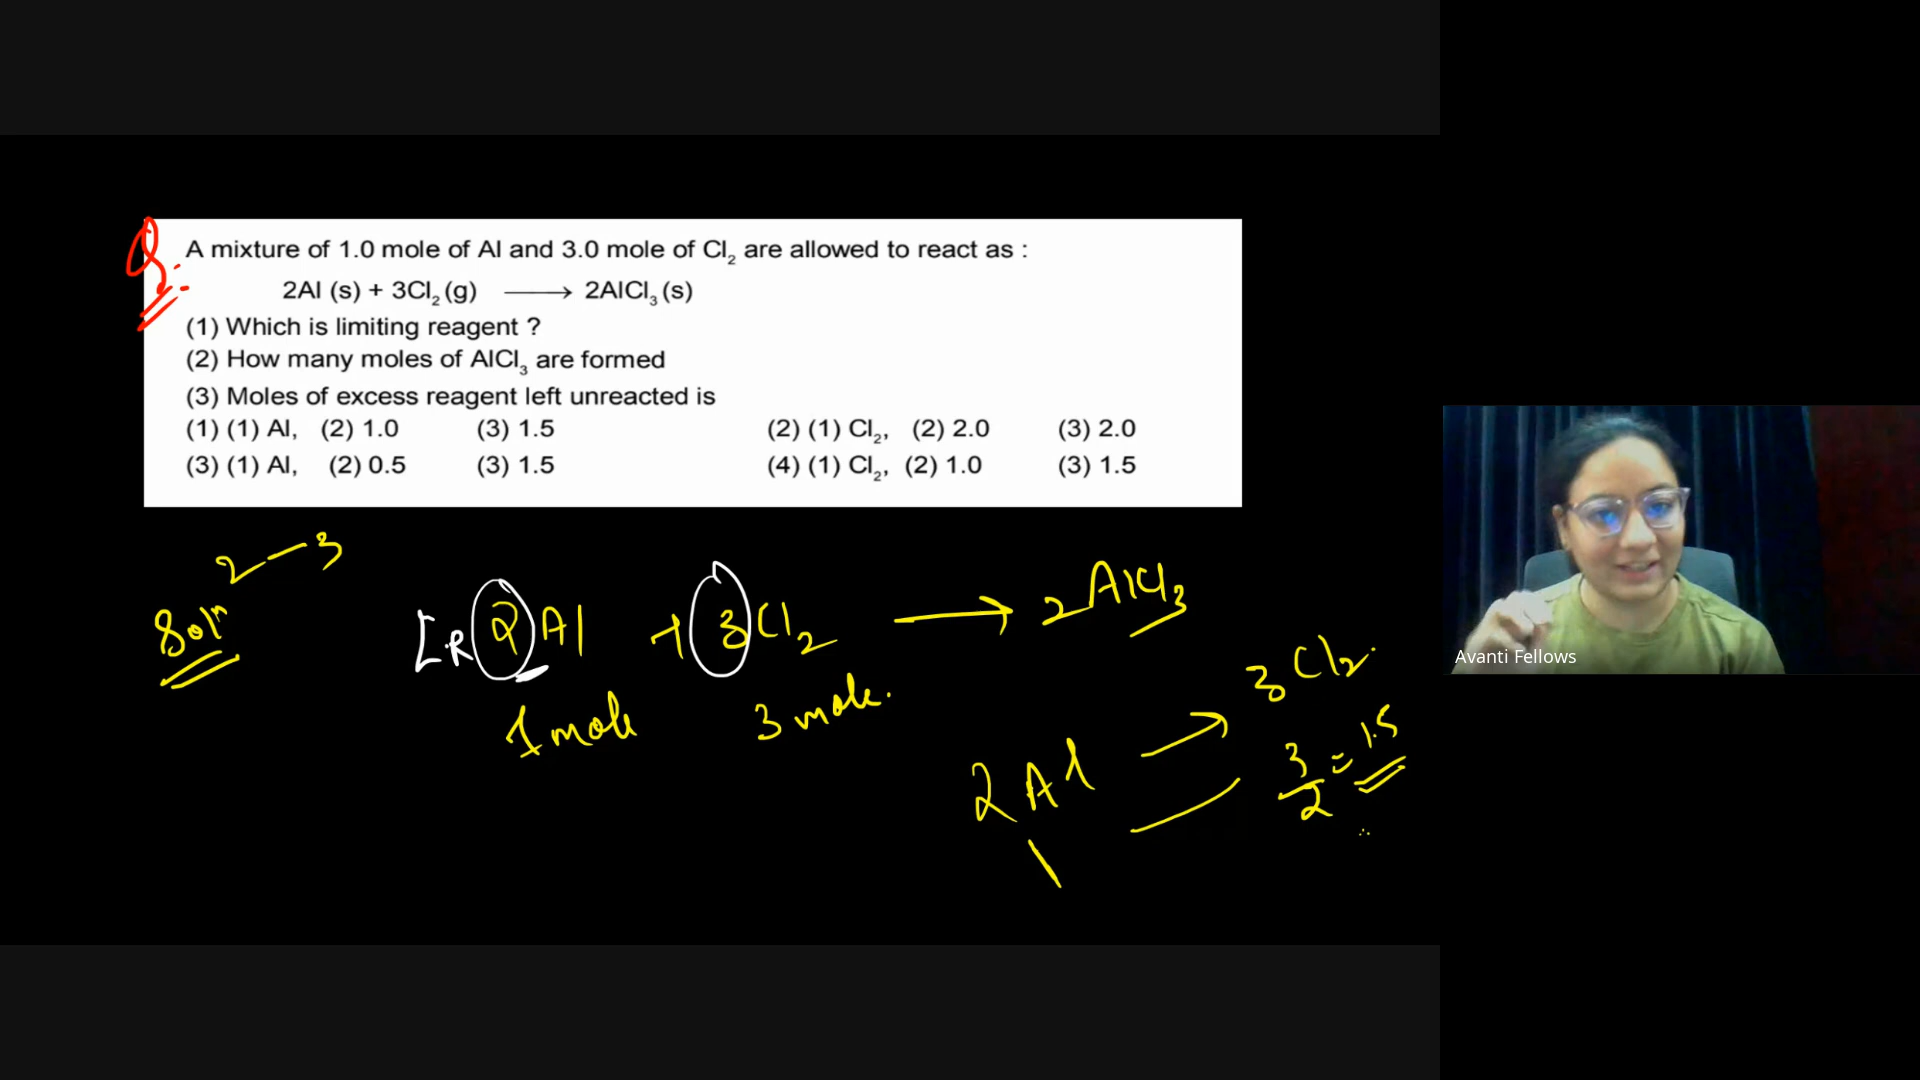 Q.
A mixture of 1.0 mole of Al and 3.0 mole of Cl₂ are allowed to react as :
2Al (s) + 3Cl₂ (g) ⟶ 2AlCl₃ (s)
(1) Which is limiting reagent ?
(2) How many moles of AlCl₃ are formed
(3) Moles of excess reagent left unreacted is
(1) (1) Al, (2) 1.0 (3) 1.5 (2) (1) Cl₂, (2) 2.0 (3) 2.0
(3) (1) Al, (2) 0.5 (3) 1.5 (4) (1) Cl₂, (2) 1.0 (3) 1.5
2 — 3
Solⁿ
L.R 2Al + 3Cl₂ ⟶ 2AlCl₃
1 mole 3 mole.
2Al → 3Cl₂.
1 — 3/2 = 1.5
Avanti Fellows